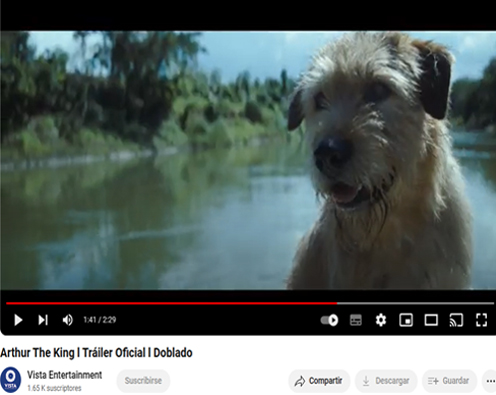 1:41 / 2:29
Arthur The King l Tráiler Oficial l Doblado
Vista Entertainment
1.65 K suscriptores
Suscribirse
Compartir
Descargar
Guardar
VISTA